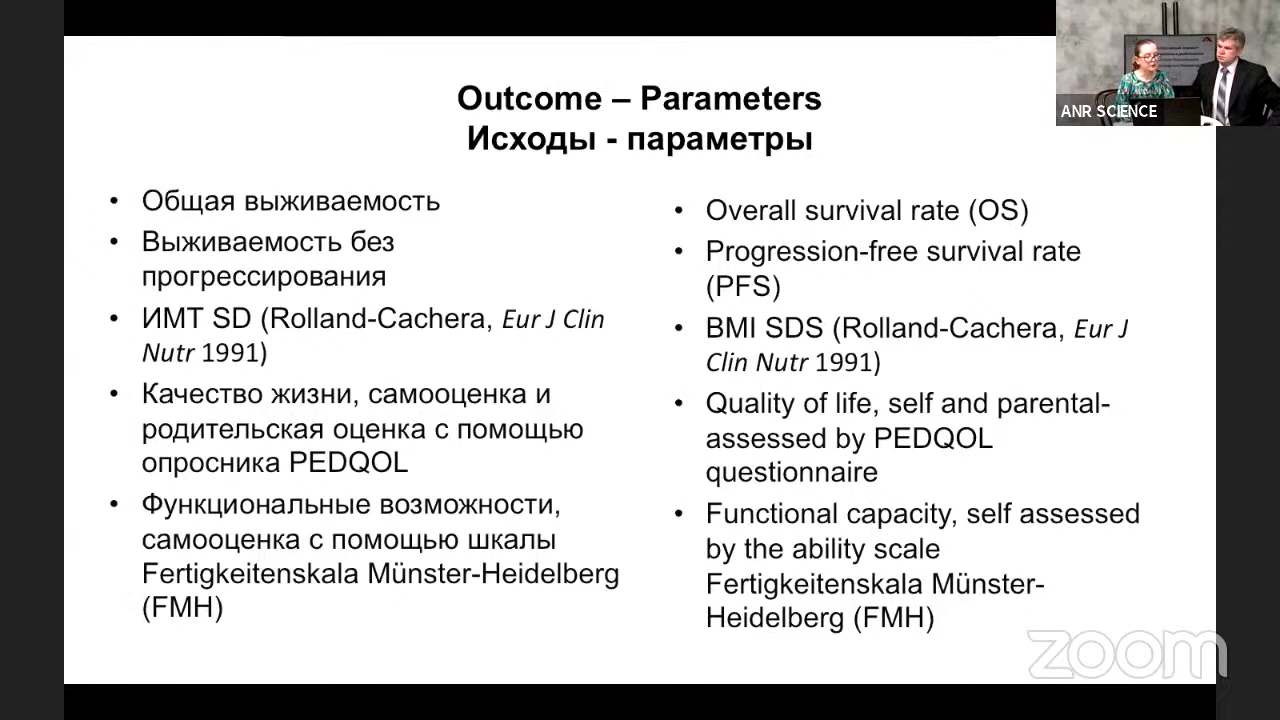 Outcome – Parameters
Исходы - параметры
• Общая выживаемость
• Выживаемость без
прогрессирования
• ИМТ SD (Rolland-Cachera, Eur J Clin
Nutr 1991)
• Качество жизни, самооценка и
родительская оценка с помощью
опросника PEDQOL
• Функциональные возможности,
самооценка с помощью шкалы
Fertigkeitenskala Münster-Heidelberg
(FMH)
• Overall survival rate (OS)
• Progression-free survival rate
(PFS)
• BMI SDS (Rolland-Cachera, Eur J
Clin Nutr 1991)
• Quality of life, self and parental-
assessed by PEDQOL
questionnaire
• Functional capacity, self assessed
by the ability scale
Fertigkeitenskala Münster-
Heidelberg (FMH)
ANR SCIENCE
zoom